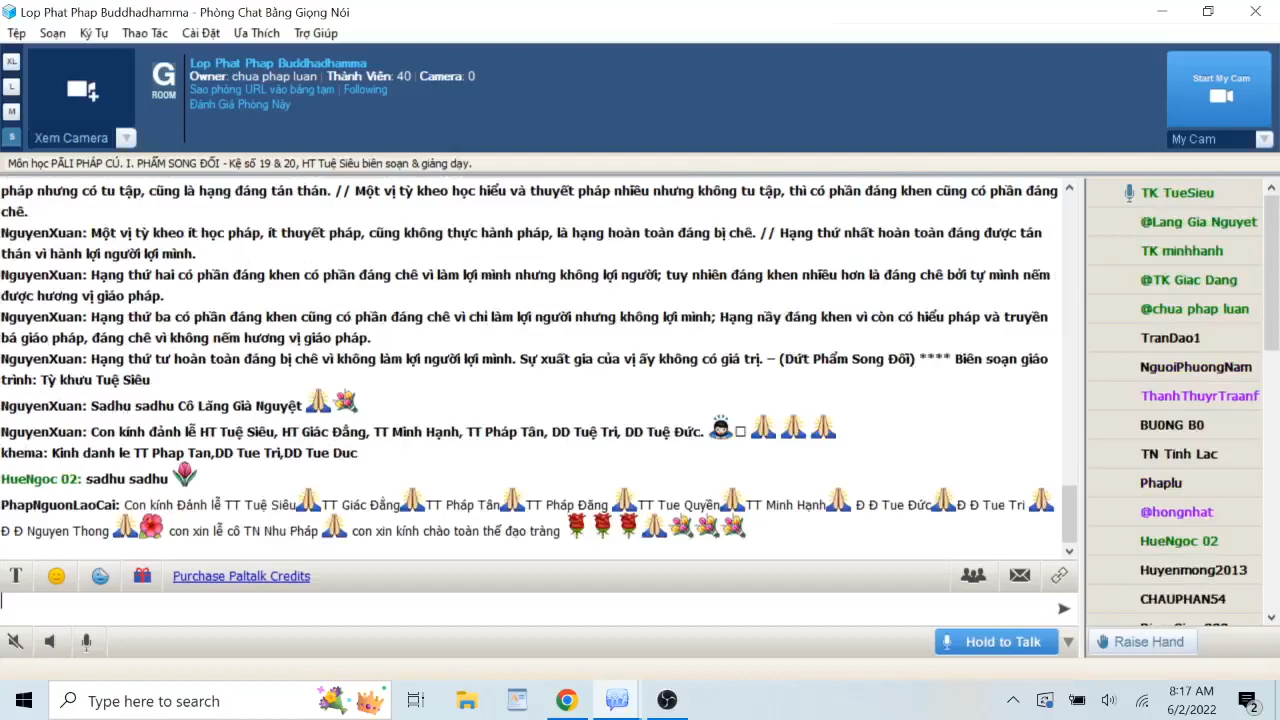 Lop Phat Phap Buddhadhamma - Phòng Chat Bằng Giọng Nói
Tệp Soạn Ký Tự Thao Tác Cài Đặt Ưa Thích Trợ Giúp
XL
L
M
S
Xem Camera
G
ROOM
Lop Phat Phap Buddhadhamma
Owner: chua phap luan | Thành Viên: 40 | Camera: 0
Sao phỏng URL vào bảng tạm | Following
Đánh Giá Phòng Này
Start My Cam
My Cam
Môn học PĀLI PHÁP CÚ. I. PHẨM SONG ĐỐI - Kệ số 19 & 20, HT Tuệ Siêu biên soạn & giảng dạy.
pháp nhưng có tu tập, cũng là hạng đáng tán thán. // Một vị tỳ kheo học hiểu và thuyết pháp nhiều nhưng không tu tập, thì có phần đáng khen cũng có phần đáng
chê.
NguyenXuan: Một vị tỳ kheo ít học pháp, ít thuyết pháp, cũng không thực hành pháp, là hạng hoàn toàn đáng bị chê. // Hạng thứ nhất hoàn toàn đáng được tán
thán vì hành lợi người lợi mình.
NguyenXuan: Hạng thứ hai có phần đáng khen có phần đáng chê vì làm lợi mình nhưng không lợi người; tuy nhiên đáng khen nhiều hơn là đáng chê bởi tự mình nếm
được hương vị giáo pháp.
NguyenXuan: Hạng thứ ba có phần đáng khen cũng có phần đáng chê vì chỉ làm lợi người nhưng không lợi mình; Hạng nầy đáng khen vì còn có hiểu pháp và truyền
bá giáo pháp, đáng chê vì không nếm hương vị giáo pháp.
NguyenXuan: Hạng thứ tư hoàn toàn đáng bị chê vì không làm lợi người lợi mình. Sự xuất gia của vị ấy không có giá trị. – (Dứt Phẩm Song Đối) **** Biên soạn giáo
trình: Tỳ khưu Tuệ Siêu
NguyenXuan: Sadhu sadhu Cô Lăng Già Nguyệt
NguyenXuan: Con kính đảnh lễ HT Tuệ Siêu, HT Giác Đẳng, TT Minh Hạnh, TT Pháp Tân, DD Tuệ Tri, DD Tuệ Đức.
khema: Kinh danh le TT Phap Tan,DD Tue Tri,DD Tue Duc
HueNgoc 02: sadhu sadhu
PhapNguonLaoCai: Con kính Đảnh lễ TT Tuệ Siêu TT Giác Đẳng TT Pháp Tân TT Pháp Đăng TT Tue Quyền TT Minh Hạnh Đ Đ Tue Đức Đ Đ Tue Tri
Đ Đ Nguyen Thong con xin lễ cô TN Nhu Pháp con xin kính chào toàn thể đạo tràng
TK TueSieu
@Lang Gia Nguyet
TK minhhanh
@TK Giac Dang
@chua phap luan
TranDao1
NguoiPhuongNam
ThanhThuyrTraanf
BU0NG B0
TN Tinh Lac
Phaplu
@hongnhat
HueNgoc 02
Huyenmong2013
CHAUPHAN54
T Purchase Paltalk Credits
Hold to Talk
Raise Hand
Type here to search
8:17 AM
6/2/2022
2